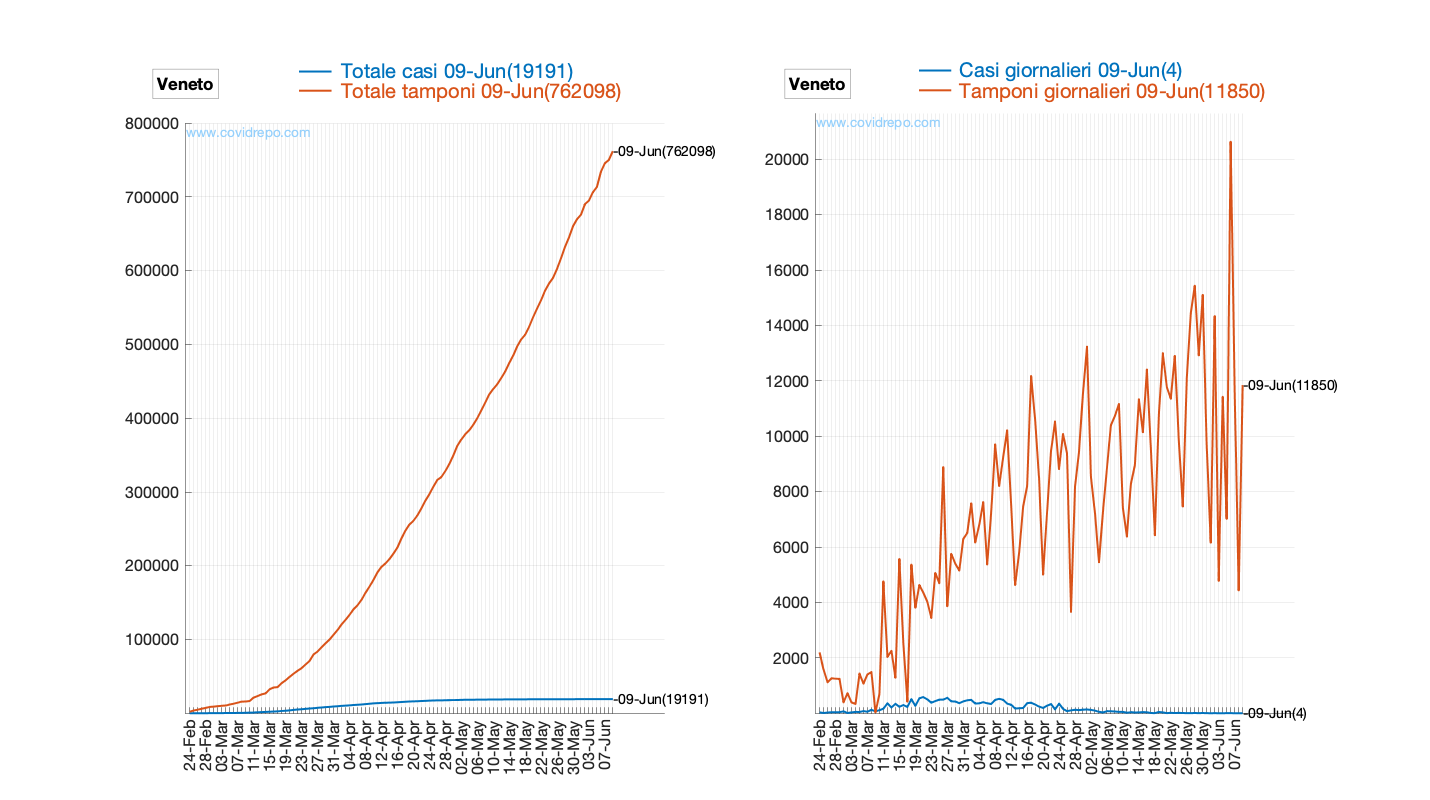 Veneto
Totale casi 09-Jun(19191)
Totale tamponi 09-Jun(762098)
www.covidrepo.com
800000
700000
600000
500000
400000
300000
200000
100000
-09-Jun(762098)
-09-Jun(19191)
24-Feb
28-Feb
03-Mar
07-Mar
11-Mar
15-Mar
19-Mar
23-Mar
27-Mar
31-Mar
04-Apr
08-Apr
12-Apr
16-Apr
20-Apr
24-Apr
28-Apr
02-May
06-May
10-May
14-May
18-May
22-May
26-May
30-May
03-Jun
07-Jun
Veneto
Casi giornalieri 09-Jun(4)
Tamponi giornalieri 09-Jun(11850)
www.covidrepo.com
20000
18000
16000
14000
12000
10000
8000
6000
4000
2000
-09-Jun(11850)
-09-Jun(4)
24-Feb
28-Feb
03-Mar
07-Mar
11-Mar
15-Mar
19-Mar
23-Mar
27-Mar
31-Mar
04-Apr
08-Apr
12-Apr
16-Apr
20-Apr
24-Apr
28-Apr
02-May
06-May
10-May
14-May
18-May
22-May
26-May
30-May
03-Jun
07-Jun